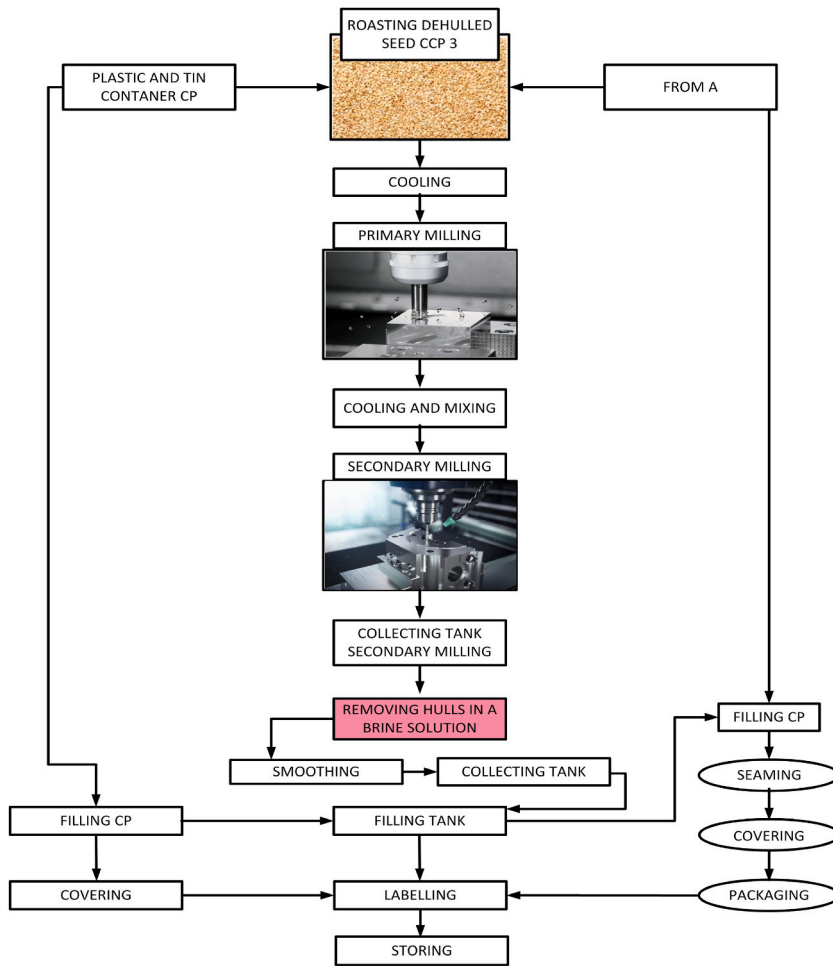 ROASTING DEHULLED
SEED CCP 3
PLASTIC AND TIN
CONTANER CP
FROM A
COOLING
PRIMARY MILLING
COOLING AND MIXING
SECONDARY MILLING
COLLECTING TANK
SECONDARY MILLING
REMOVING HULLS IN A
BRINE SOLUTION
FILLING CP
SMOOTHING
COLLECTING TANK
SEAMING
FILLING CP
FILLING TANK
COVERING
COVERING
LABELLING
PACKAGING
STORING